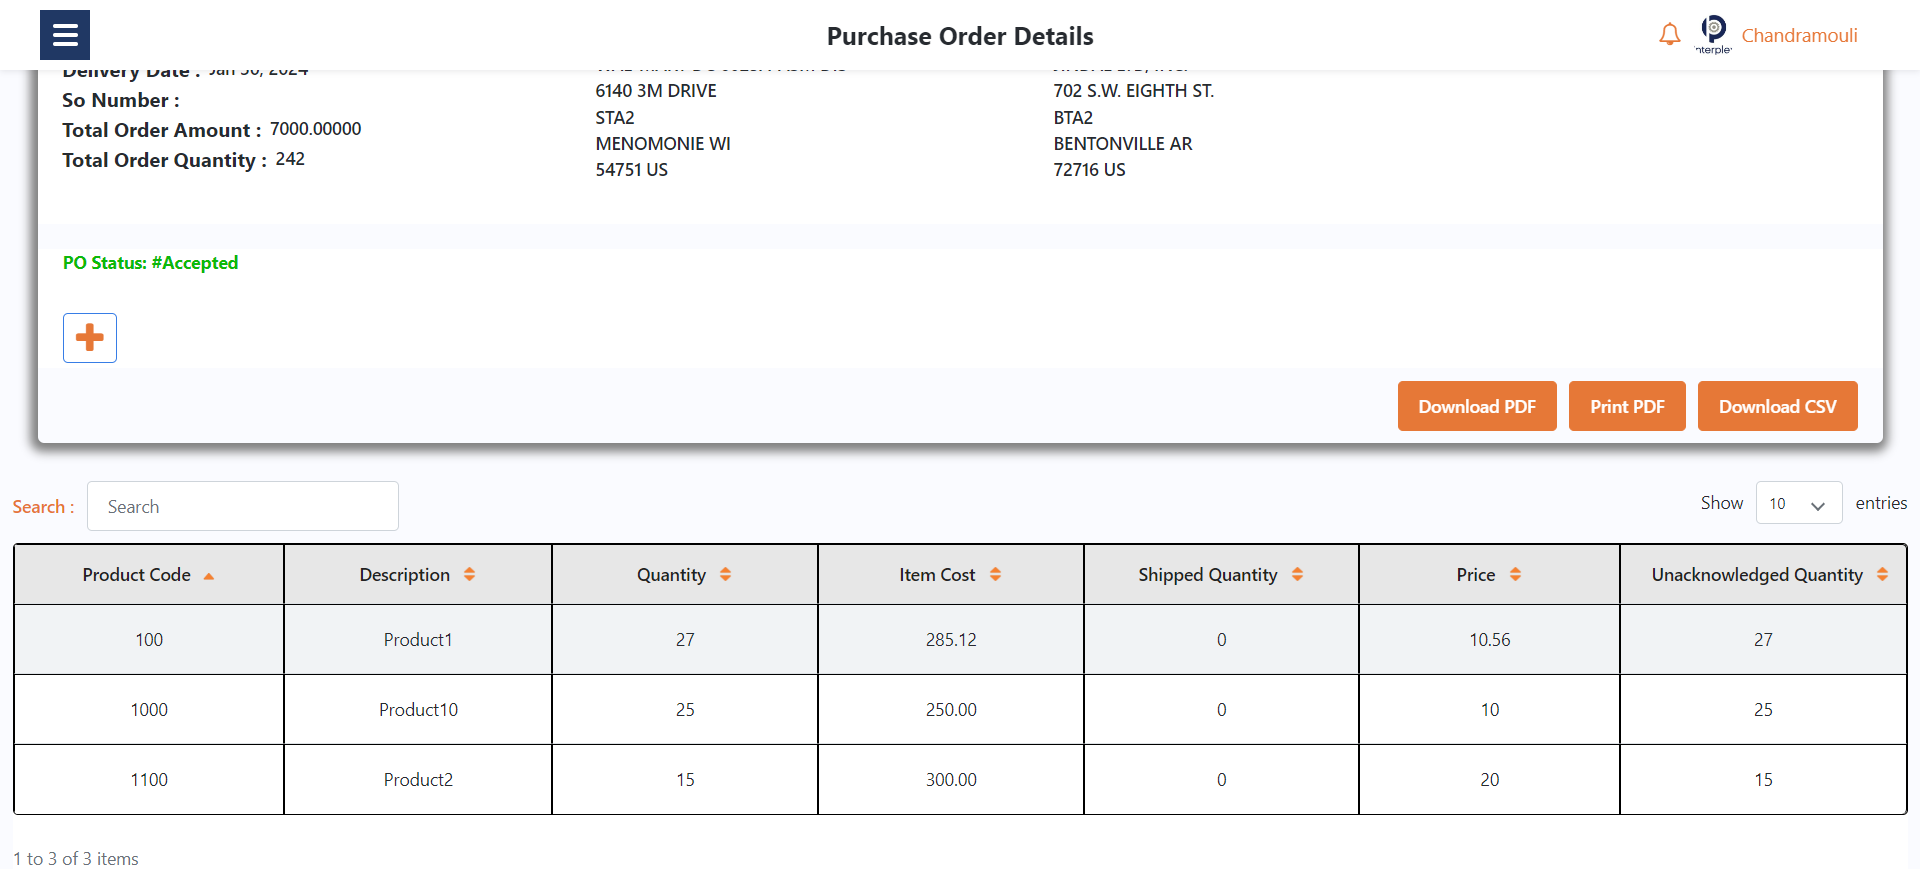 Purchase Order Details
Chandramouli
Delivery Date : Jan 30, 2024
So Number :
Total Order Amount : 7000.00000
Total Order Quantity : 242
6140 3M DRIVE
STA2
MENOMONIE WI
54751 US
702 S.W. EIGHTH ST.
BTA2
BENTONVILLE AR
72716 US
PO Status: #Accepted
Download PDF Print PDF Download CSV
Search : Search
Show 10 entries
Product Code Description Quantity Item Cost Shipped Quantity Price Unacknowledged Quantity
100 Product1 27 285.12 0 10.56 27
1000 Product10 25 250.00 0 10 25
1100 Product2 15 300.00 0 20 15
1 to 3 of 3 items